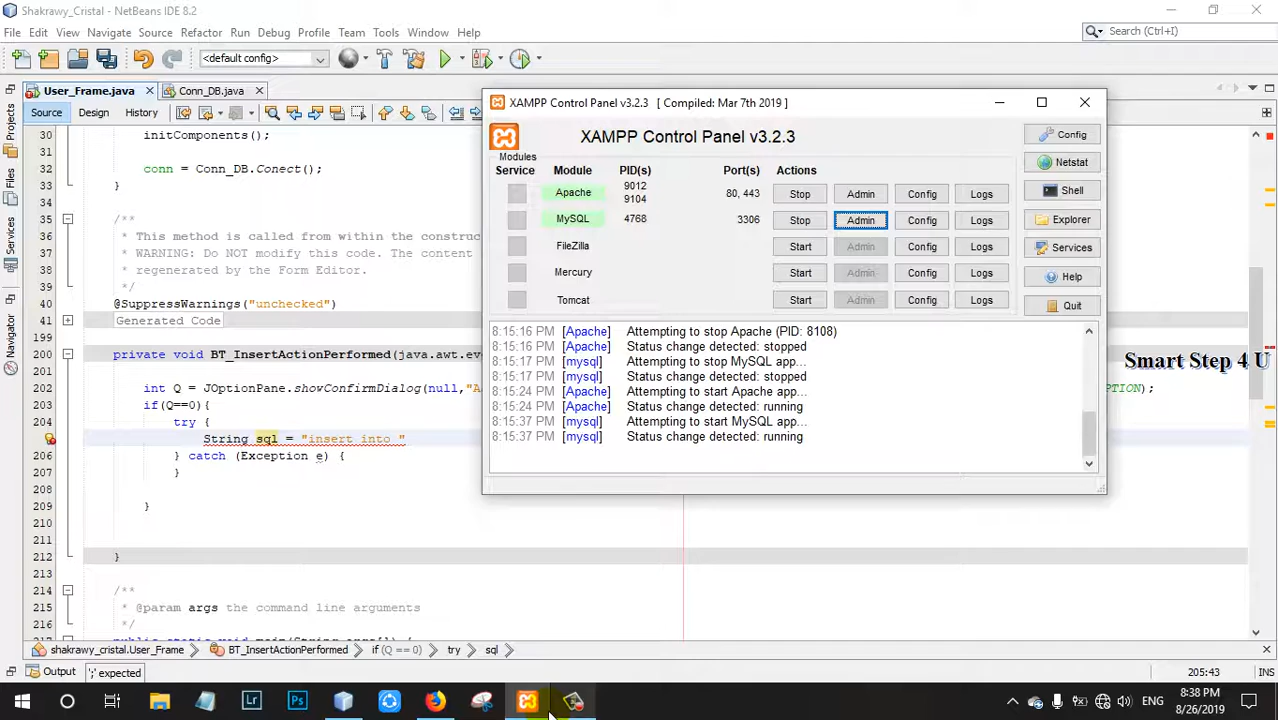 Shakrawy_Cristal - NetBeans IDE 8.2
File Edit View Navigate Source Refactor Run Debug Profile Team Tools Window Help
Search (Ctrl+I)
<default config>
User_Frame.java
Conn_DB.java
Source Design History
Projects
Files
Services
Navigator
30 initComponents();
31
32 conn = Conn_DB.Conect();
33 }
34
35 /**
36 * This method is called from within the construc
37 * WARNING: Do NOT modify this code. The content
38 * regenerated by the Form Editor.
39 */
40 @SuppressWarnings("unchecked")
41 Generated Code
199
200 private void BT_InsertActionPerformed(java.awt.eve
201
202 int Q = JOptionPane.showConfirmDialog(null,"A
PTION);
203 if(Q==0){
204 try {
String sql = "insert into "
206 } catch (Exception e) {
207 }
208
209 }
210
211
212 }
213
214 /**
215 * @param args the command line arguments
216 */
XAMPP Control Panel v3.2.3 [ Compiled: Mar 7th 2019 ]
XAMPP Control Panel v3.2.3
Modules
Service Module PID(s) Port(s) Actions
Apache 9012 9104 80, 443 Stop Admin Config Logs
MySQL 4768 3306 Stop Admin Config Logs
FileZilla Start Admin Config Logs
Mercury Start Admin Config Logs
Tomcat Start Admin Config Logs
Config
Netstat
Shell
Explorer
Services
Help
Quit
8:15:16 PM [Apache] Attempting to stop Apache (PID: 8108)
8:15:16 PM [Apache] Status change detected: stopped
8:15:17 PM [mysql] Attempting to stop MySQL app...
8:15:17 PM [mysql] Status change detected: stopped
8:15:24 PM [Apache] Attempting to start Apache app...
8:15:24 PM [Apache] Status change detected: running
8:15:37 PM [mysql] Attempting to start MySQL app...
8:15:37 PM [mysql] Status change detected: running
Smart Step 4 U
shakrawy_cristal.User_Frame BT_InsertActionPerformed if (Q == 0) try sql
Output ';' expected
205:43 INS
Lr Ps
ENG
8:38 PM
8/26/2019